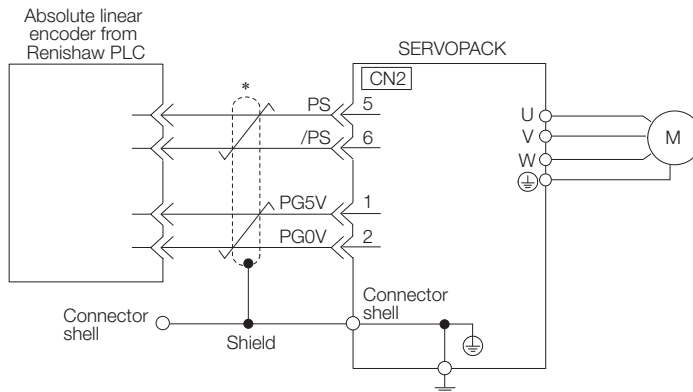 Absolute linear
encoder from
Renishaw PLC
SERVOPACK
CN2
*
PS
5
/PS
6
PG5V
1
PG0V
2
U
V
W
M
Connector
shell
Shield
Connector
shell